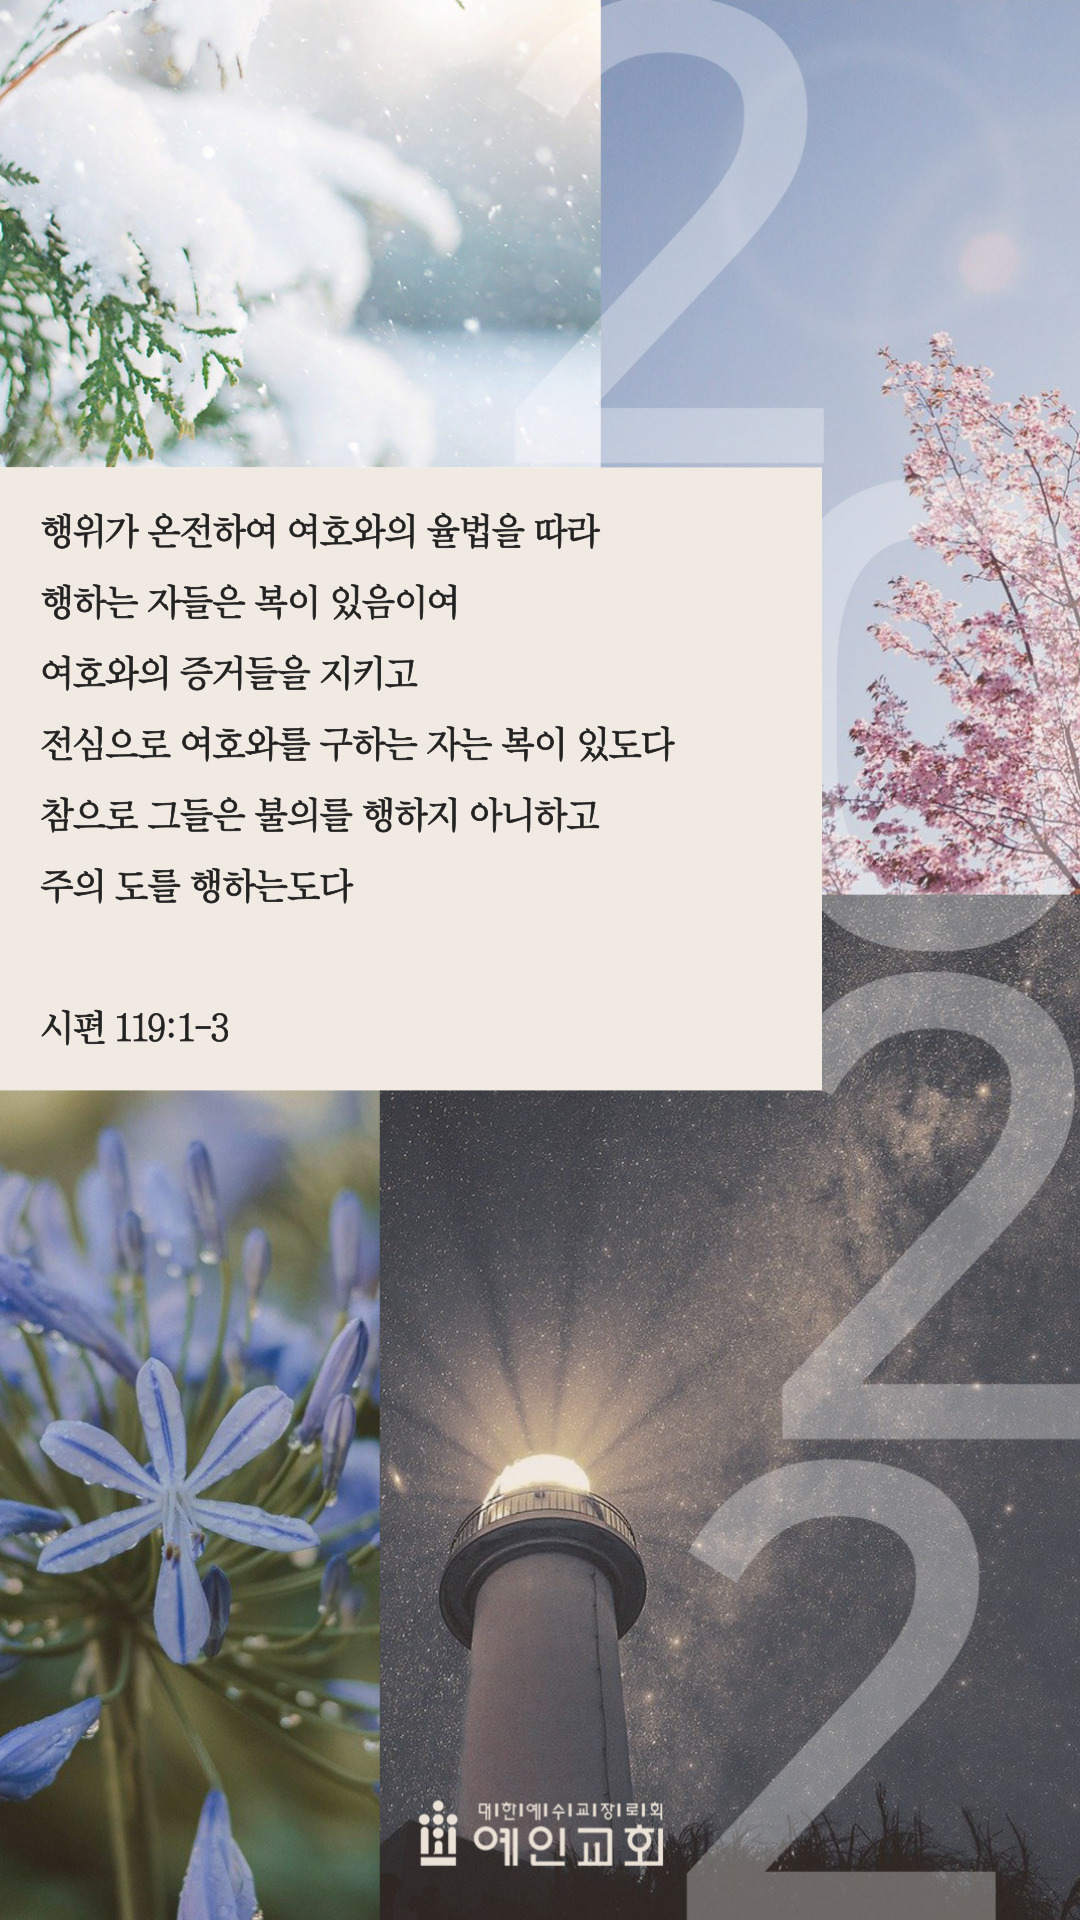 2
0
2
2
행위가 온전하여 여호와의 율법을 따라
행하는 자들은 복이 있음이여
여호와의 증거들을 지키고
전심으로 여호와를 구하는 자는 복이 있도다
참으로 그들은 불의를 행하지 아니하고
주의 도를 행하는도다
시편 119:1-3
대한예수교장로회
예인교회